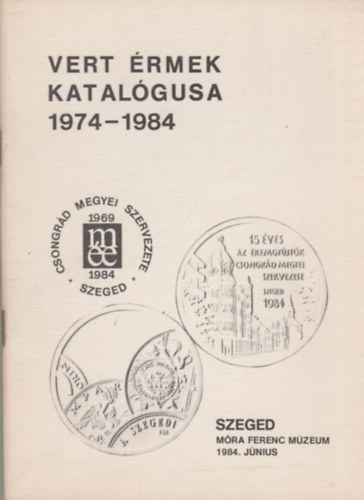 VERT ÉRMEK
KATALÓGUSA
1974–1984
CSONGRÁD MEGYEI SZERVEZETE
1969
1984
· SZEGED ·
15 ÉVES
AZ ÉREMGYŰJTŐK
CSONGRÁD MEGYEI
SZERVEZETE
SZEGED
1984
A SZEGEDI
SZEGED
MÓRA FERENC MÚZEUM
1984. JÚNIUS